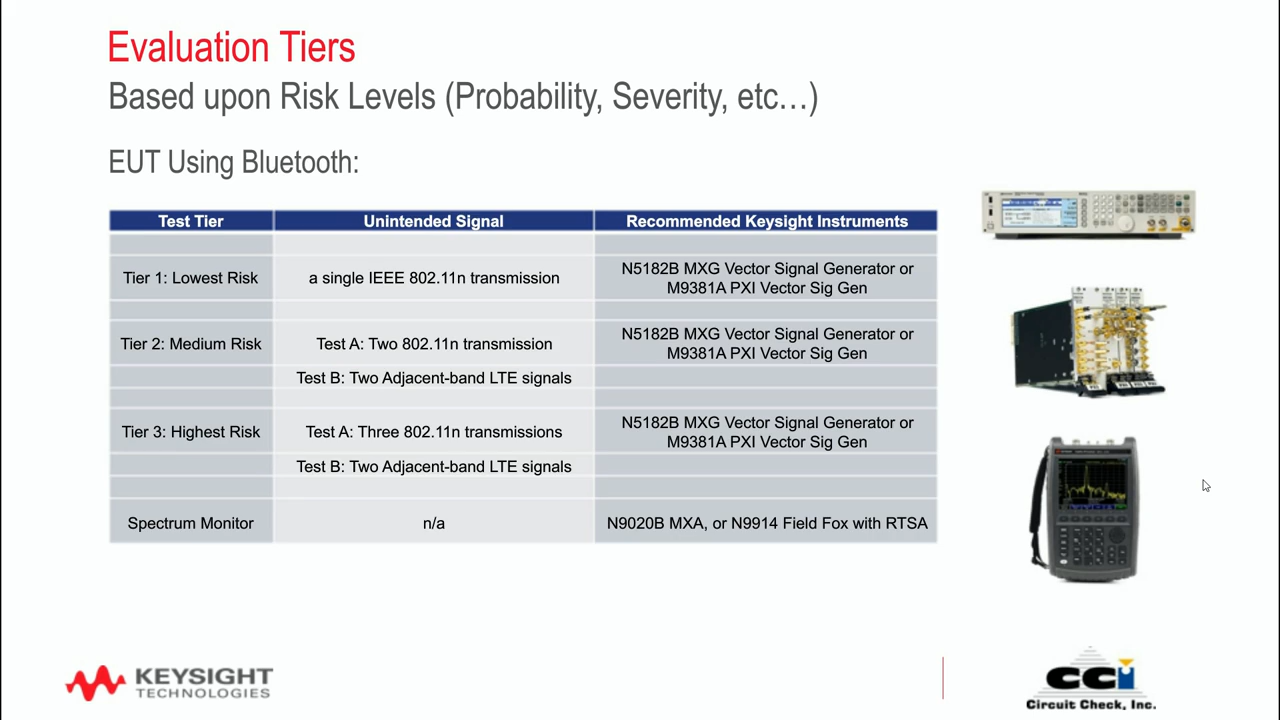 Evaluation Tiers
Based upon Risk Levels (Probability, Severity, etc…)
EUT Using Bluetooth:
Test Tier Unintended Signal Recommended Keysight Instruments
Tier 1: Lowest Risk a single IEEE 802.11n transmission N5182B MXG Vector Signal Generator or
M9381A PXI Vector Sig Gen
Tier 2: Medium Risk Test A: Two 802.11n transmission N5182B MXG Vector Signal Generator or
M9381A PXI Vector Sig Gen
Test B: Two Adjacent-band LTE signals
Tier 3: Highest Risk Test A: Three 802.11n transmissions N5182B MXG Vector Signal Generator or
M9381A PXI Vector Sig Gen
Test B: Two Adjacent-band LTE signals
Spectrum Monitor n/a N9020B MXA, or N9914 Field Fox with RTSA
KEYSIGHT
TECHNOLOGIES
cci
Circuit Check, Inc.